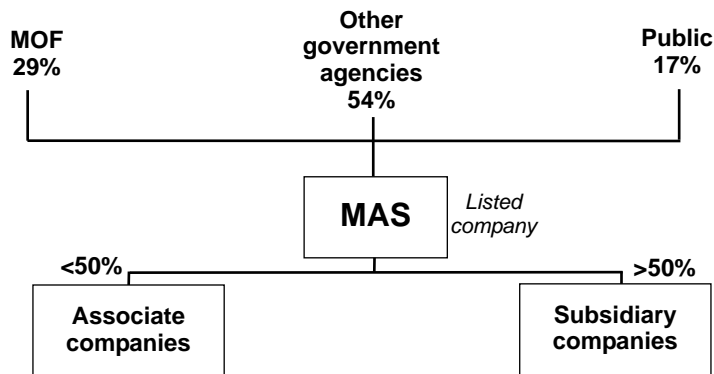 MOF
29%
Other
government
agencies
54%
Public
17%
MAS
Listed
company
<50%
>50%
Associate
companies
Subsidiary
companies